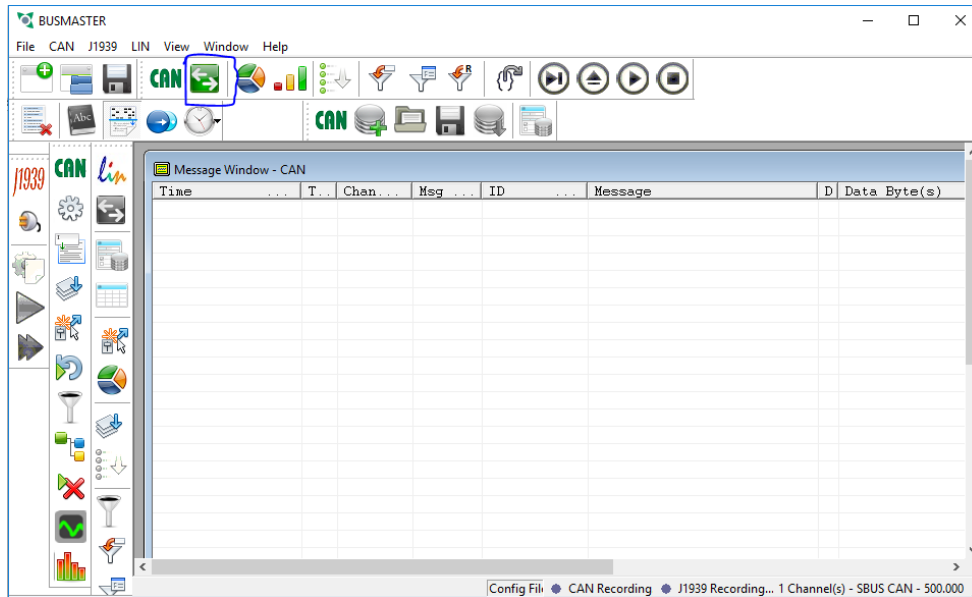 BUSMASTER
File CAN J1939 LIN View Window Help
CAN R
Abc CAN
J1939 CAN lin
Message Window - CAN
Time ... T.. Chan... Msg ... ID ... Message D Data Byte(s)
Config Fil CAN Recording J1939 Recording... 1 Channel(s) - SBUS CAN - 500.000